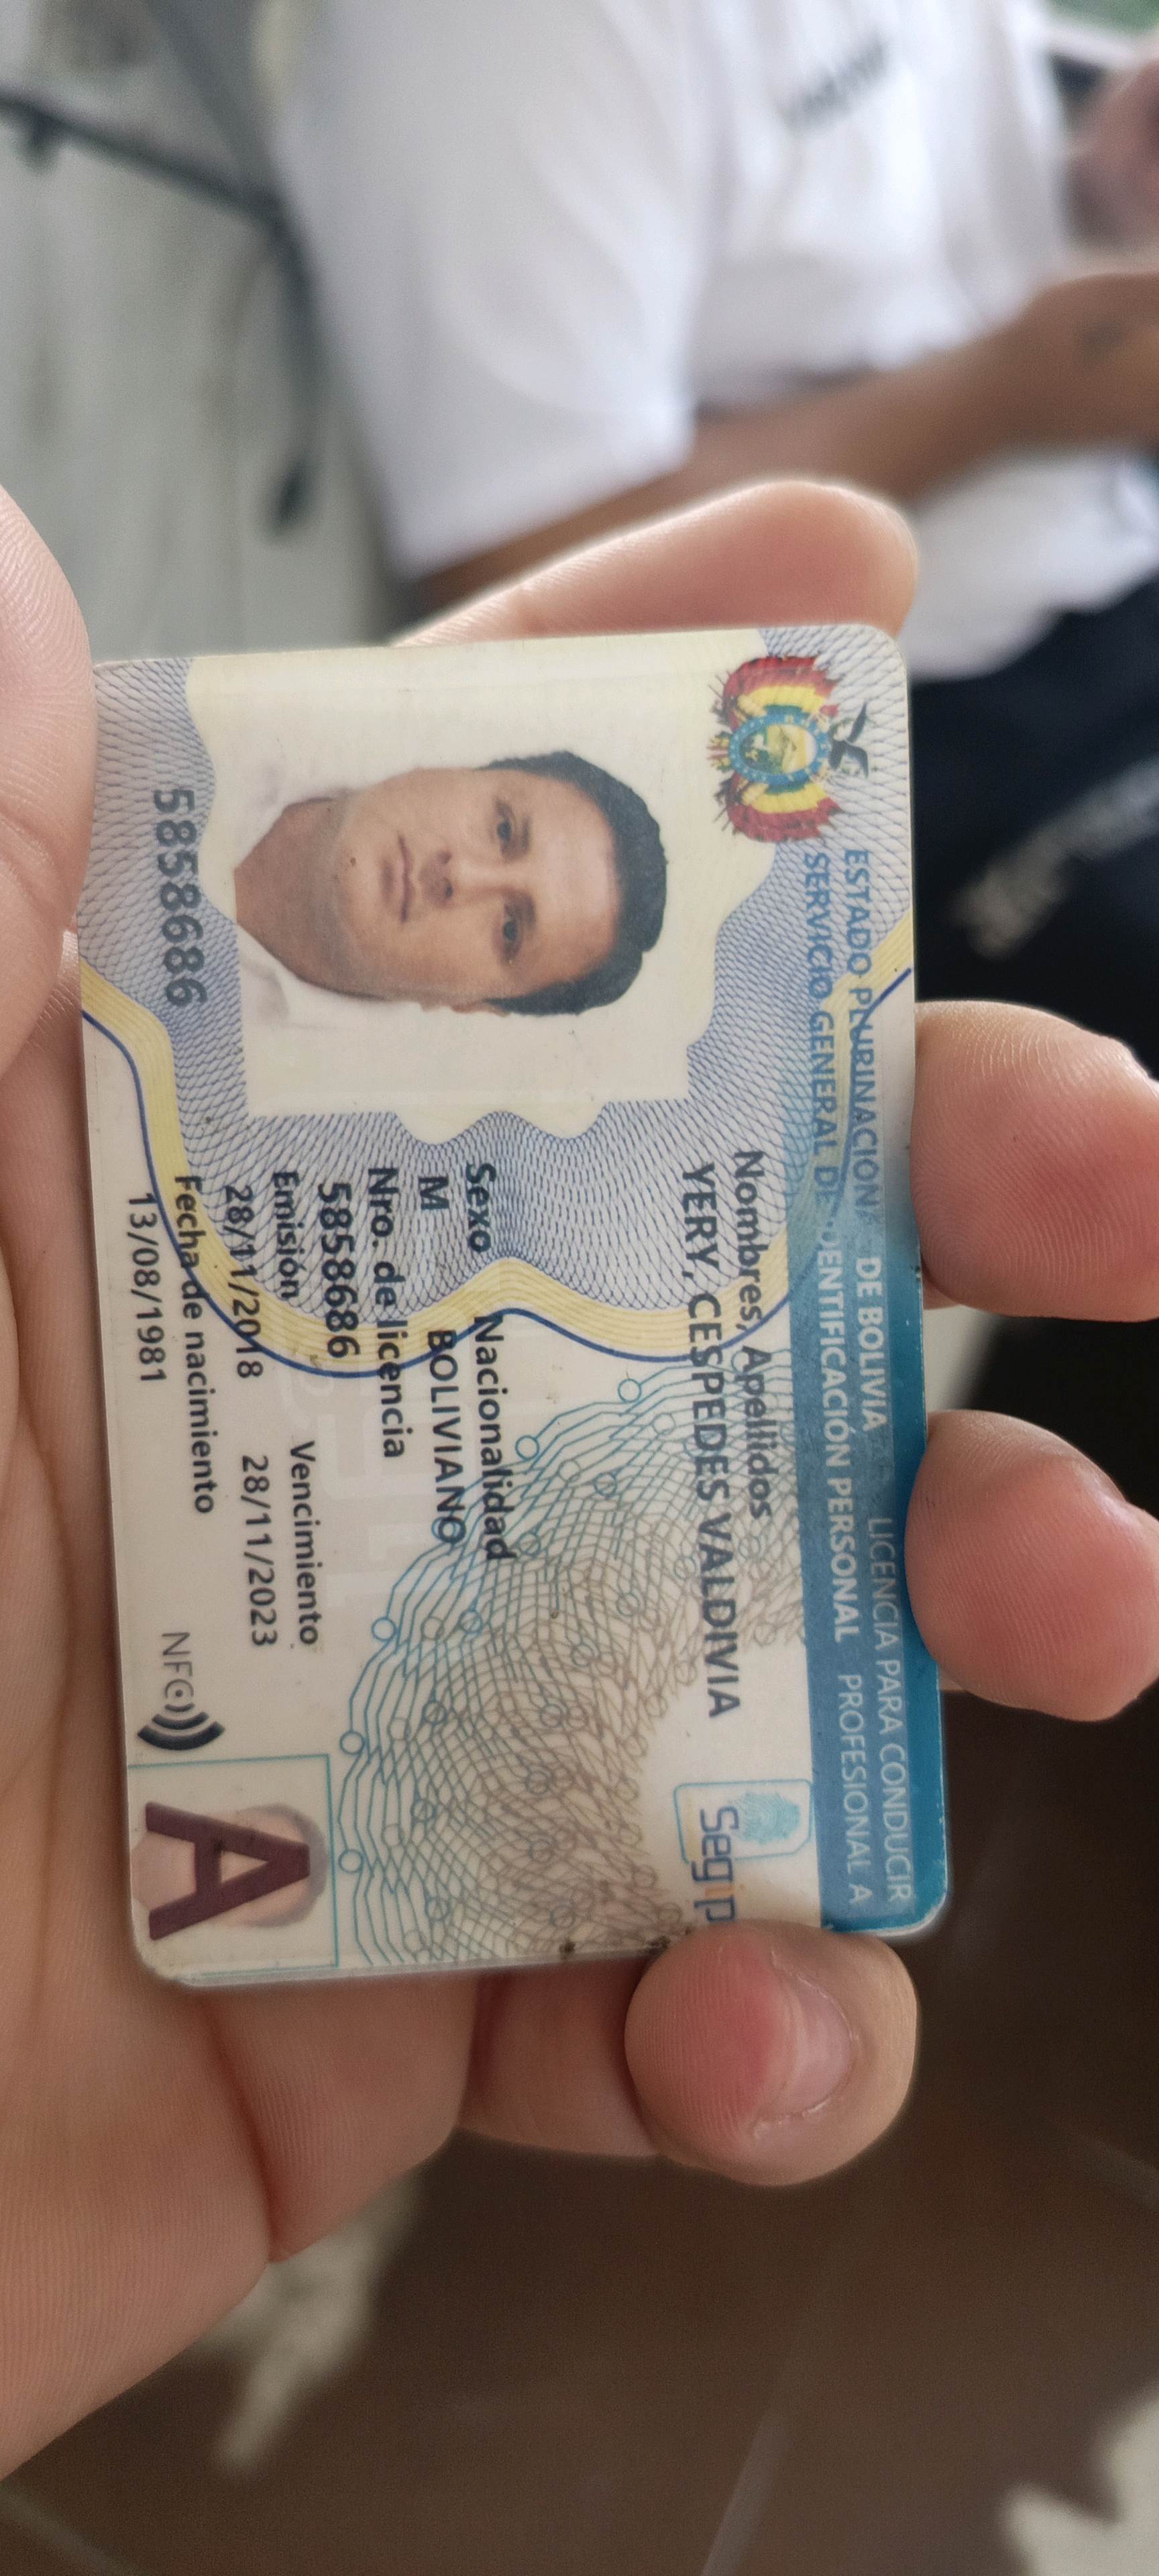 ESTADO PLURINACIONA DE BOLIVIA LICENCIA PARA CONDUCIR
SERVICIO GENERAL DE IDENTIFICACIÓN PERSONAL PROFESIONAL A
Nombres, Apellidos
YERY, CESPEDES VALDIVIA
Segip
Sexo Nacionalidad
M BOLIVIANO
Nro. de licencia
5858686
Emisión Vencimiento
28/11/2018 28/11/2023
Fecha de nacimiento
13/08/1981
5858686
NFC
A